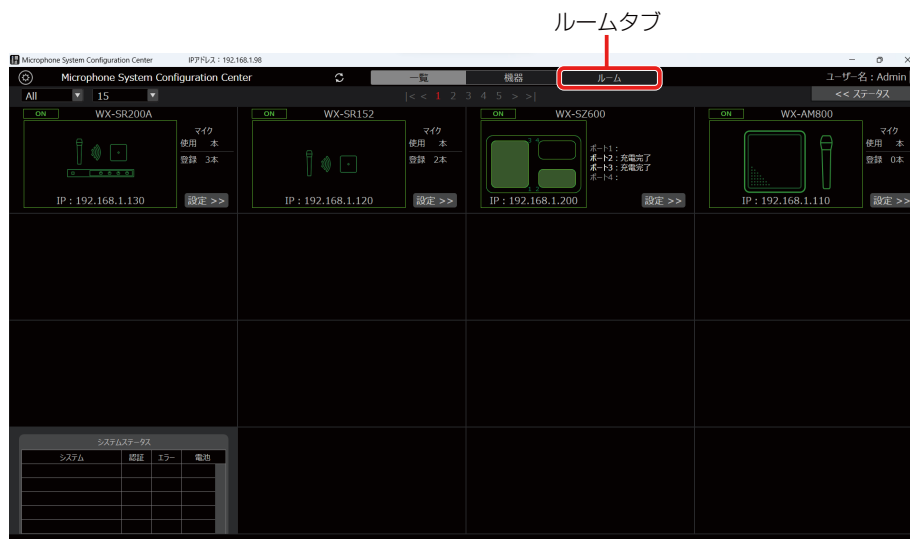 ルームタブ
Microphone System Configuration Center IPアドレス：192.168.1.98
Microphone System Configuration Center 一覧 機器 ルーム ユーザー名：Admin
All 15 |< < 1 2 3 4 5 > >| << ステータス
ON WX-SR200A
マイク
使用 本
登録 3本
IP：192.168.1.130 設定 >>
ON WX-SR152
マイク
使用 本
登録 2本
IP：192.168.1.120 設定 >>
ON WX-SZ600
3 4
1 2
ポート1：
ポート2：充電完了
ポート3：充電完了
ポート4：
IP：192.168.1.200 設定 >>
ON WX-AM800
マイク
使用 本
登録 0本
IP：192.168.1.110 設定 >>
システムステータス
システム 認証 エラー 電池